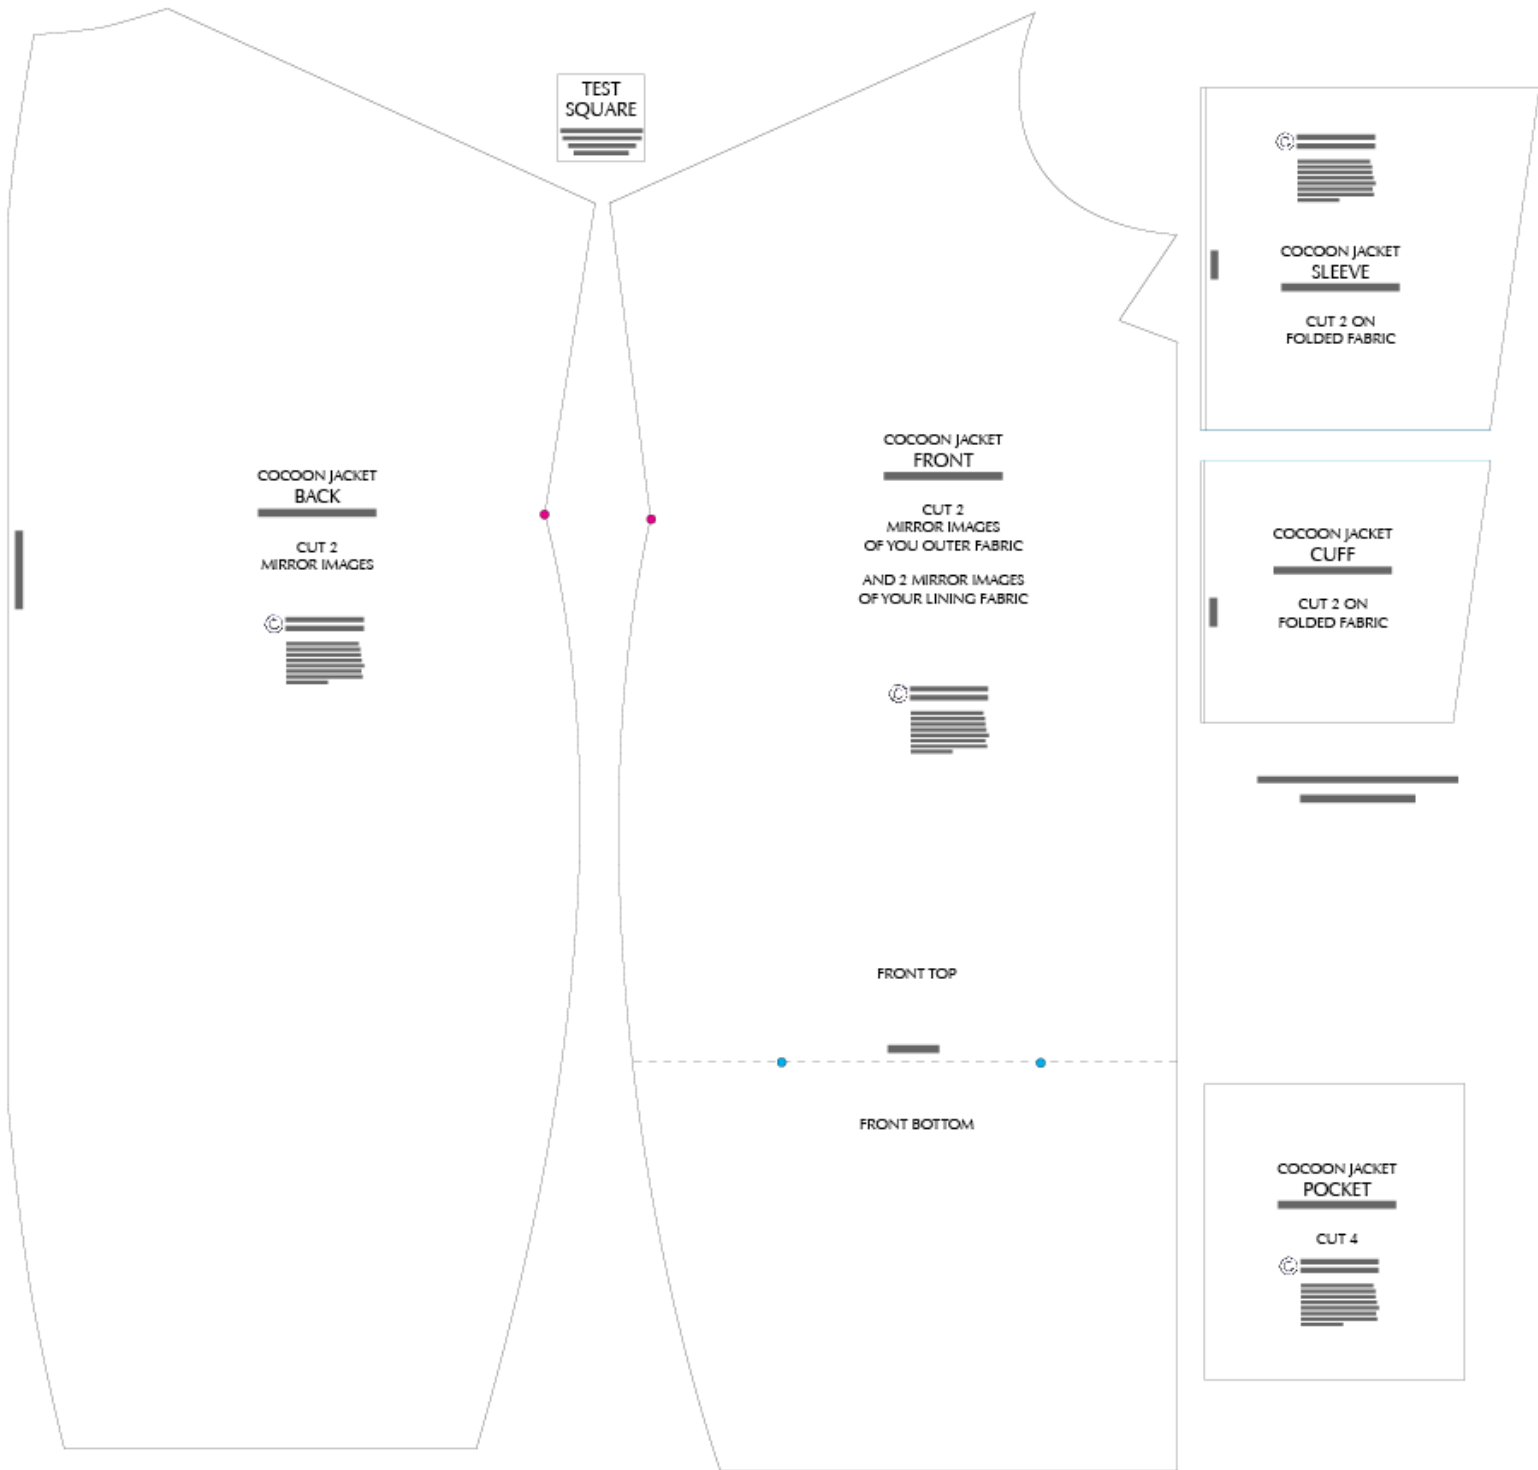 TEST
SQUARE
COCOON JACKET
BACK
CUT 2
MIRROR IMAGES
©
COCOON JACKET
FRONT
CUT 2
MIRROR IMAGES
OF YOU OUTER FABRIC
AND 2 MIRROR IMAGES
OF YOUR LINING FABRIC
©
FRONT TOP
FRONT BOTTOM
©
COCOON JACKET
SLEEVE
CUT 2 ON
FOLDED FABRIC
COCOON JACKET
CUFF
CUT 2 ON
FOLDED FABRIC
COCOON JACKET
POCKET
CUT 4
©